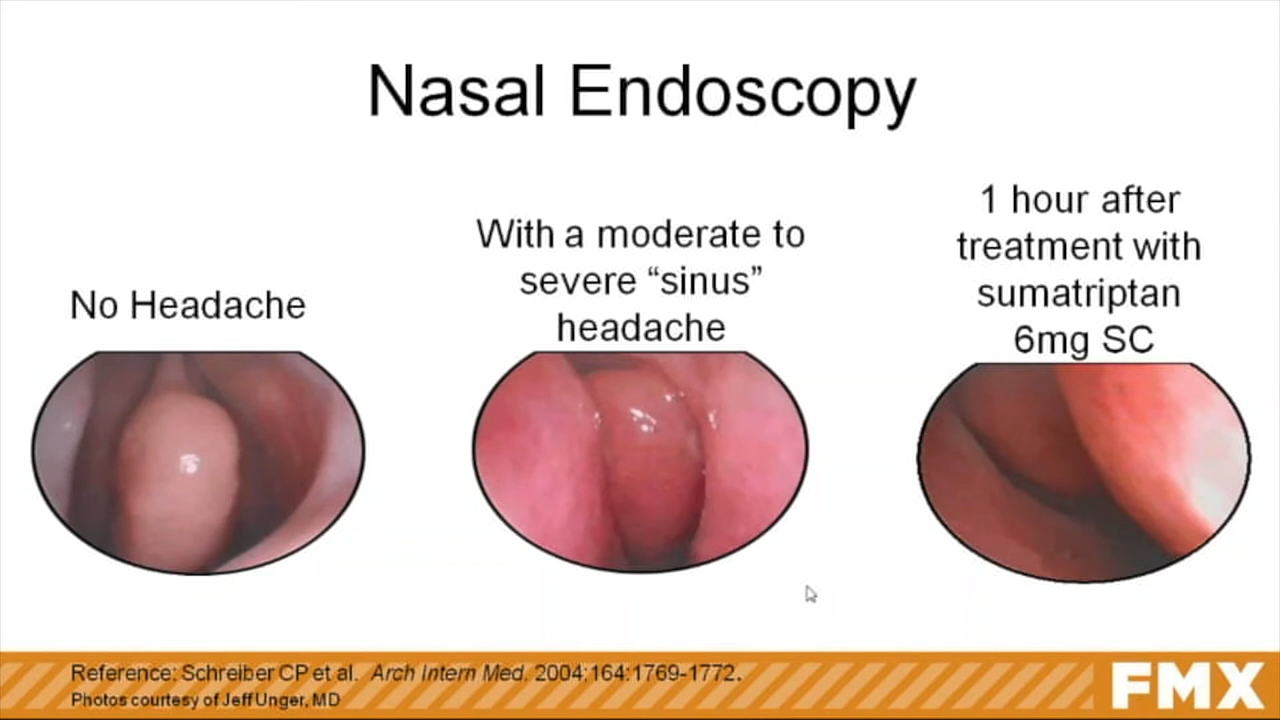 Nasal Endoscopy
No Headache
With a moderate to
severe “sinus”
headache
1 hour after
treatment with
sumatriptan
6mg SC
Reference: Schreiber CP et al. Arch Intern Med. 2004;164:1769-1772.
Photos courtesy of Jeff Unger, MD
FMX